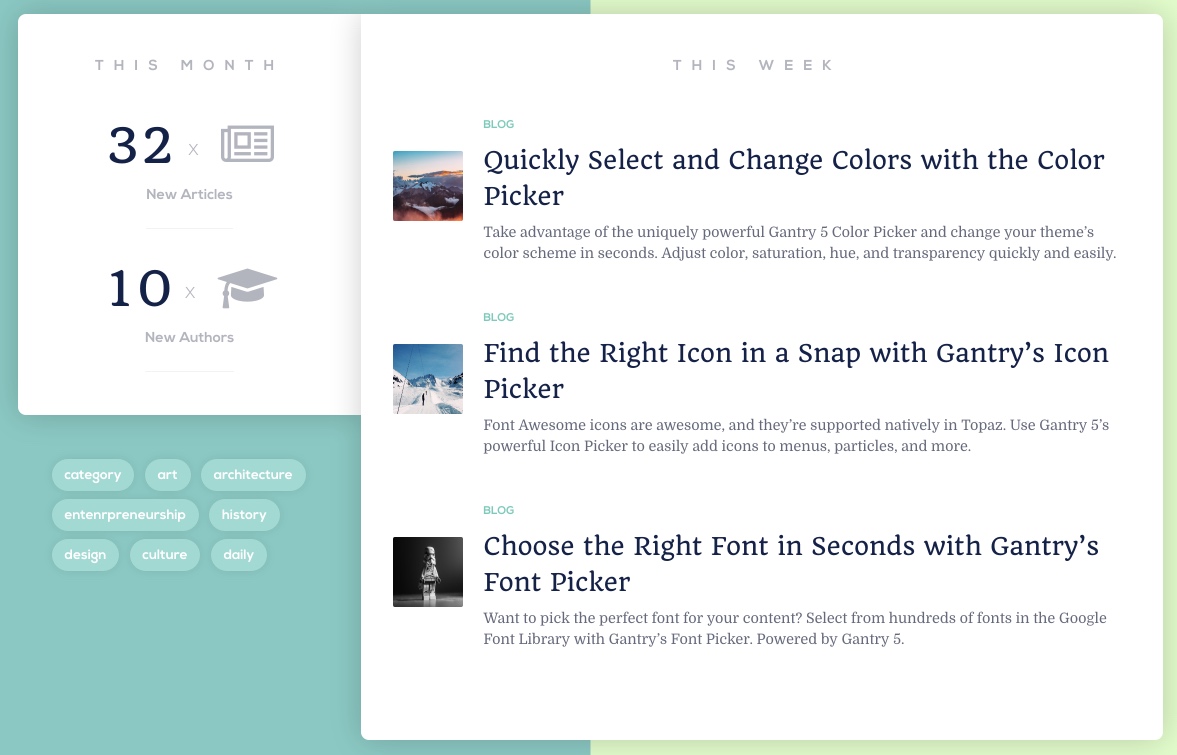 THIS MONTH
32 x
New Articles
10 x
New Authors
category art architecture
entenrpreneurship history
design culture daily
THIS WEEK
BLOG
Quickly Select and Change Colors with the Color
Picker
Take advantage of the uniquely powerful Gantry 5 Color Picker and change your theme’s
color scheme in seconds. Adjust color, saturation, hue, and transparency quickly and easily.
BLOG
Find the Right Icon in a Snap with Gantry’s Icon
Picker
Font Awesome icons are awesome, and they’re supported natively in Topaz. Use Gantry 5’s
powerful Icon Picker to easily add icons to menus, particles, and more.
BLOG
Choose the Right Font in Seconds with Gantry’s
Font Picker
Want to pick the perfect font for your content? Select from hundreds of fonts in the Google
Font Library with Gantry’s Font Picker. Powered by Gantry 5.